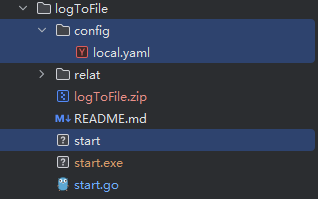 logToFile
config
local.yaml
relat
logToFile.zip
README.md
start
start.exe
start.go